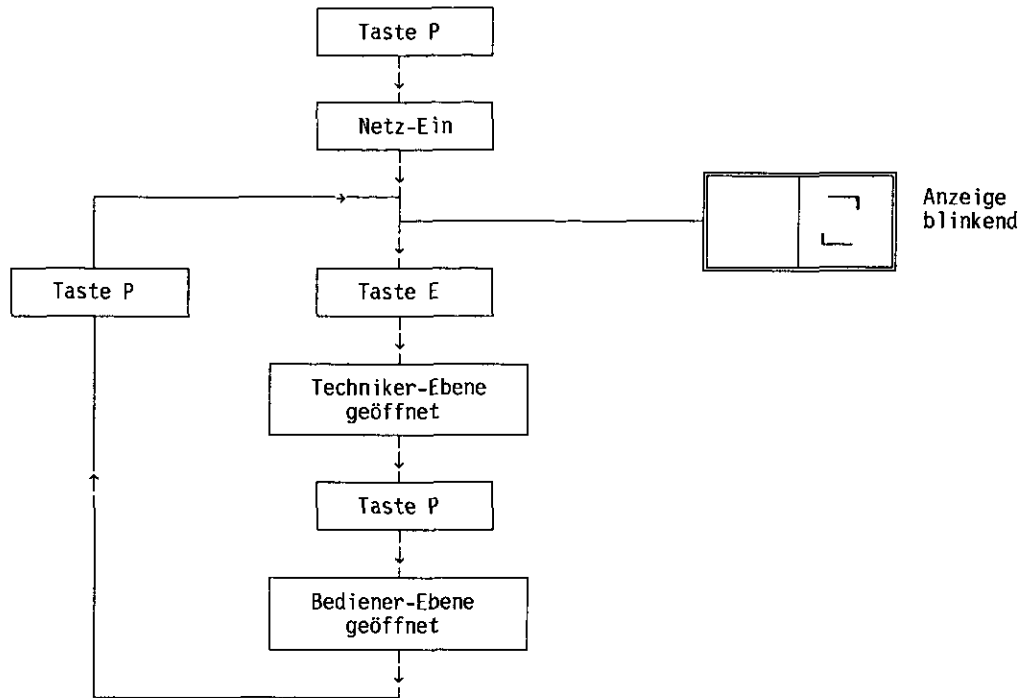 Taste P
Netz-Ein
Anzeige
blinkend
Taste P
Taste E
Techniker-Ebene
geöffnet
Taste P
Bediener-Ebene
geöffnet